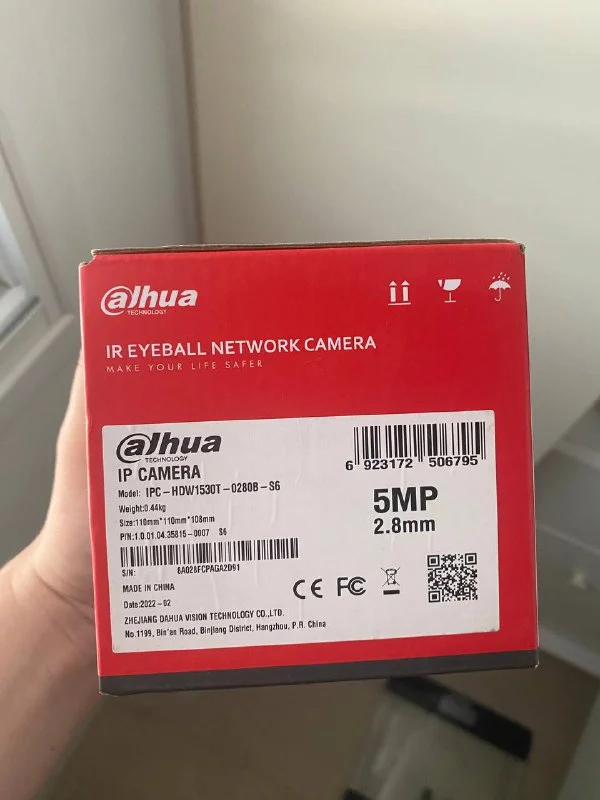 alhua
TECHNOLOGY
IR EYEBALL NETWORK CAMERA
MAKE YOUR LIFE SAFER
alhua
TECHNOLOGY
IP CAMERA
Model: IPC-HDW1530T-0280B-S6
Weight:0.44kg
Size:110mm*110mm*108mm
P/N:1.0.01.04.35815-0007 S6
S/N: 8A028FCPAGA2D91
MADE IN CHINA
Date:2022-02
ZHEJIANG DAHUA VISION TECHNOLOGY CO.,LTD.
No.1199, Bin'an Road, Binjiang District, Hangzhou, P.R. China
6 923172 506795
5MP
2.8mm
CE FC